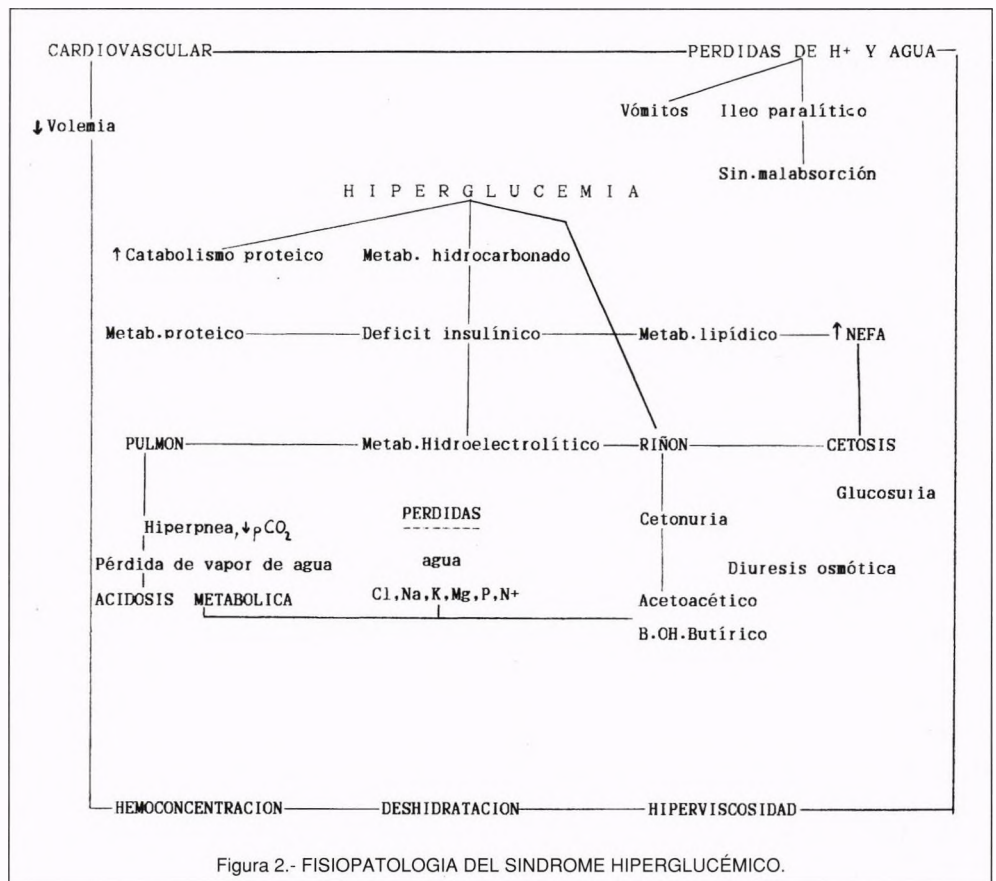 CARDIOVASCULAR PERDIDAS DE H+ Y AGUA
Vómitos Ileo paralítico
↓Volemia
Sin.malabsorción
H I P E R G L U C E M I A
↑Catabolismo proteico Metab. hidrocarbonado
Metab.proteico Deficit insulínico Metab.lipídico ↑NEFA
PULMON Metab.Hidroelectrolítico RIÑON CETOSIS
Glucosuria
PERDIDAS Cetonuria
Hiperpnea,↓pCO₂
Pérdida de vapor de agua agua Diuresis osmótica
ACIDOSIS METABOLICA Cl,Na,K,Mg,P,N+ Acetoacético
B.OH.Butírico
HEMOCONCENTRACION DESHIDRATACION HIPERVISCOSIDAD
Figura 2.- FISIOPATOLOGIA DEL SINDROME HIPERGLUCÉMICO.